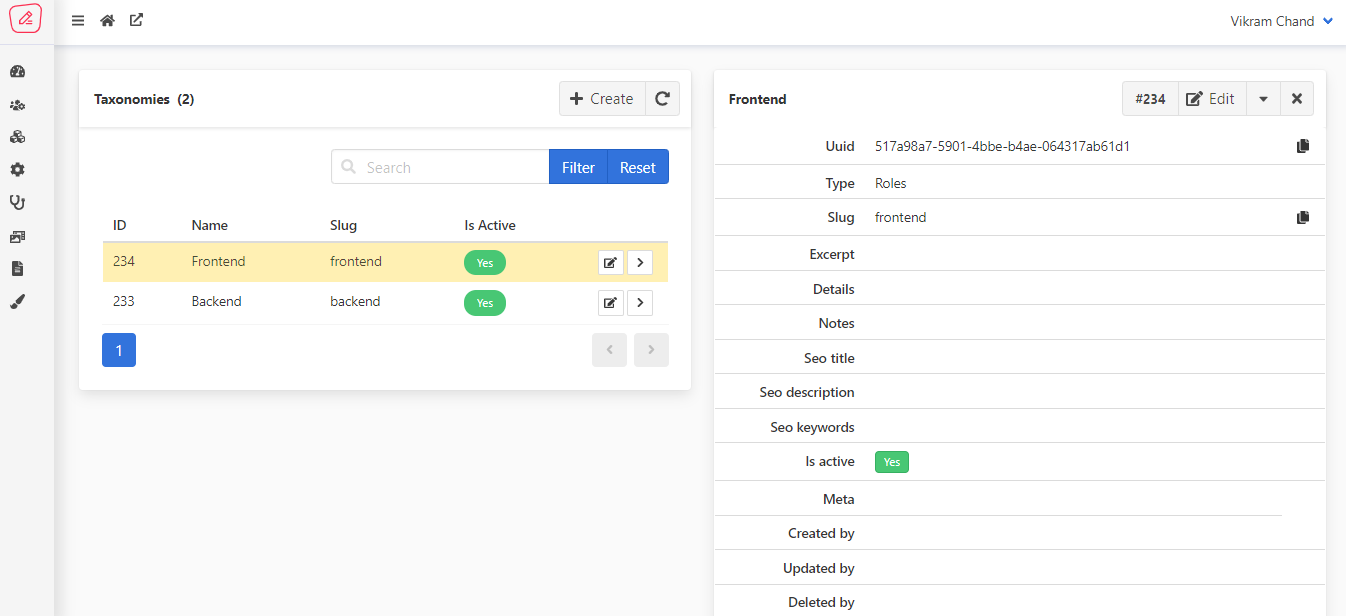 Vikram Chand
Taxonomies (2)
Create
Search
Filter
Reset
ID Name Slug Is Active
234 Frontend frontend Yes
233 Backend backend Yes
1
Frontend
#234
Edit
Uuid 517a98a7-5901-4bbe-b4ae-064317ab61d1
Type Roles
Slug frontend
Excerpt
Details
Notes
Seo title
Seo description
Seo keywords
Is active Yes
Meta
Created by
Updated by
Deleted by